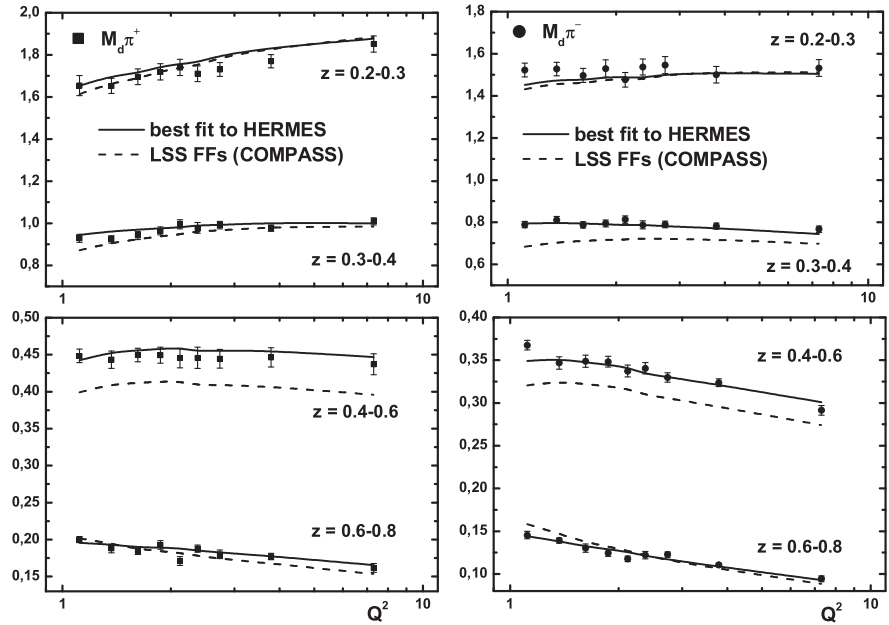 2,0
1,8
1,6
1,4
1,2
1,0
0,8
M_d π^+
z = 0.2-0.3
best fit to HERMES
LSS FFs (COMPASS)
z = 0.3-0.4
1
10
1,8
1,6
1,4
1,2
1,0
0,8
0,6
M_d π^-
z = 0.2-0.3
best fit to HERMES
LSS FFs (COMPASS)
z = 0.3-0.4
1
10
0,50
0,45
0,40
0,35
0,30
0,25
0,20
0,15
z = 0.4-0.6
z = 0.6-0.8
1
10
Q^2
0,40
0,35
0,30
0,25
0,20
0,15
0,10
z = 0.4-0.6
z = 0.6-0.8
1
10
Q^2